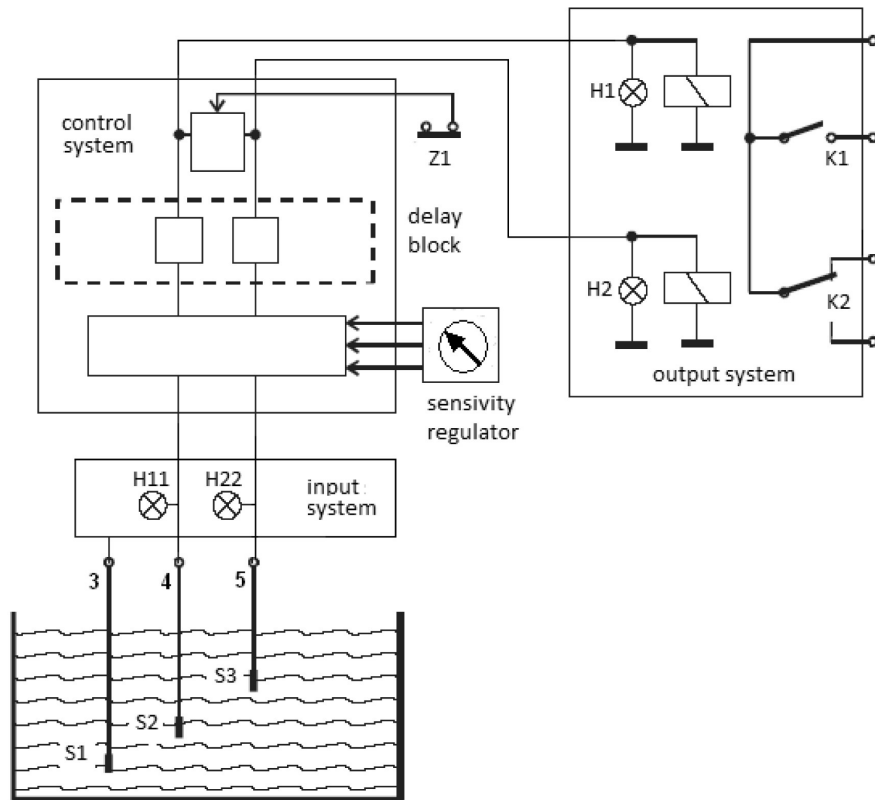 control
system
H1
Z1
K1
delay
block
H2
K2
output system
sensivity
regulator
H11
H22
input
system
3
4
5
S3
S2
S1